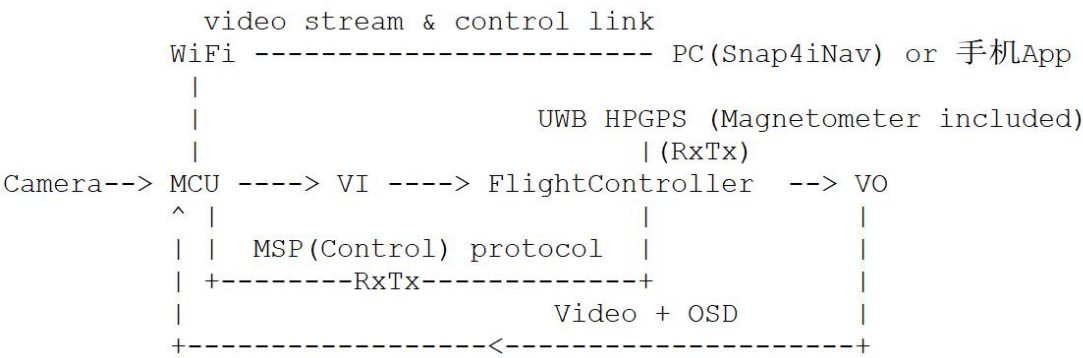 video stream & control link
WiFi ------------------------ PC(Snap4iNav) or 手机App
UWB HPGPS (Magnetometer included)
(RxTx)
Camera--> MCU ----> VI ----> FlightController --> VO
MSP(Control) protocol
+--------RxTx-------------+
Video + OSD
+------------------<---------------------+